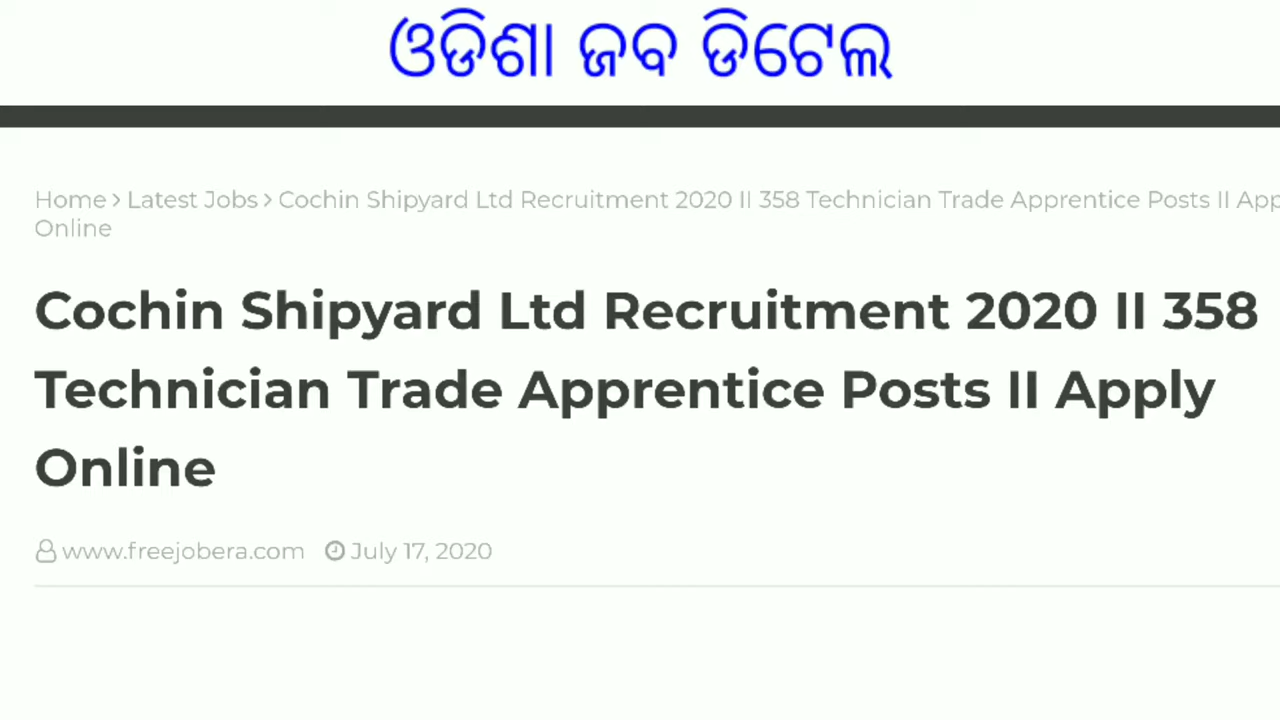 ଓଡିଶା ଜବ ଡିଟେଲ
Home > Latest Jobs > Cochin Shipyard Ltd Recruitment 2020 II 358 Technician Trade Apprentice Posts II App
Online
Cochin Shipyard Ltd Recruitment 2020 II 358
Technician Trade Apprentice Posts II Apply
Online
www.freejobera.com July 17, 2020